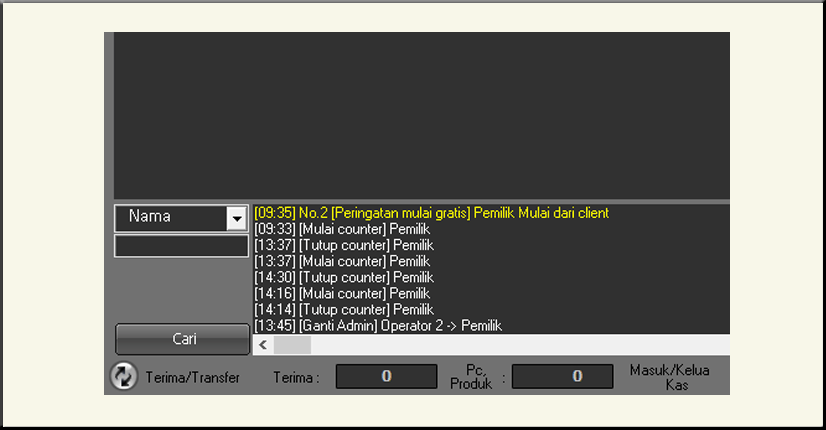 Nama
[09:35] No.2 [Peringatan mulai gratis] Pemilik Mulai dari client
[09:33] [Mulai counter] Pemilik
[13:37] [Tutup counter] Pemilik
[13:37] [Mulai counter] Pemilik
[14:30] [Tutup counter] Pemilik
[14:16] [Mulai counter] Pemilik
[14:14] [Tutup counter] Pemilik
[13:45] [Ganti Admin] Operator 2 -> Pemilik
Cari
Terima/Transfer
Terima :
0
Pc,
Produk :
0
Masuk/Kelua
Kas